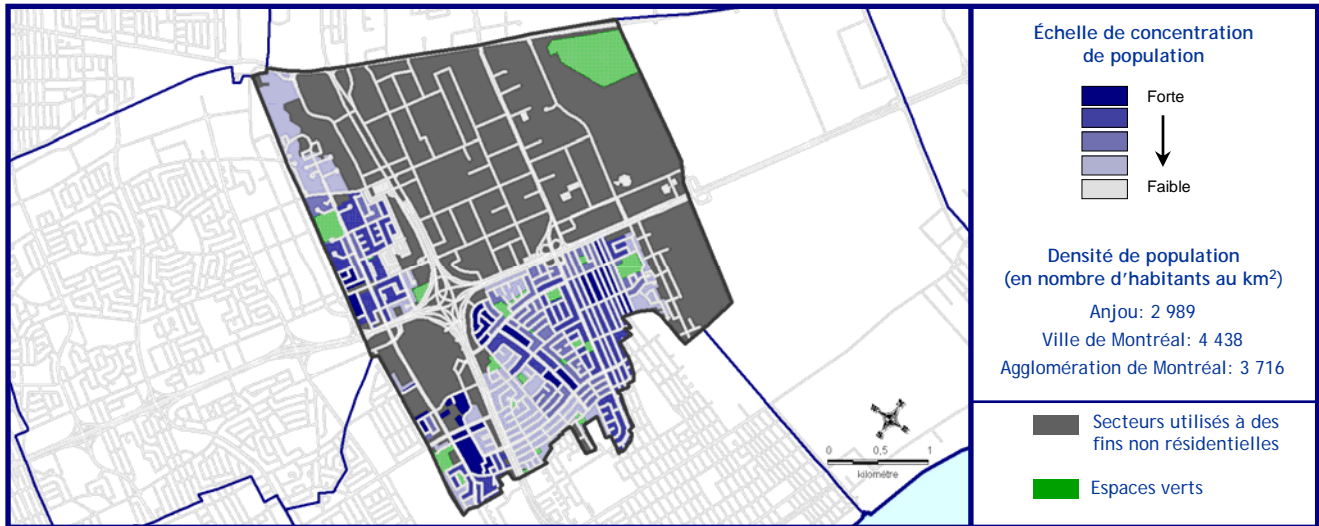 Échelle de concentration
de population
Forte
Faible
Densité de population
(en nombre d'habitants au km²)
Anjou: 2 989
Ville de Montréal: 4 438
Agglomération de Montréal: 3 716
0 0,5 1
kilomètre
Secteurs utilisés à des
fins non résidentielles
Espaces verts